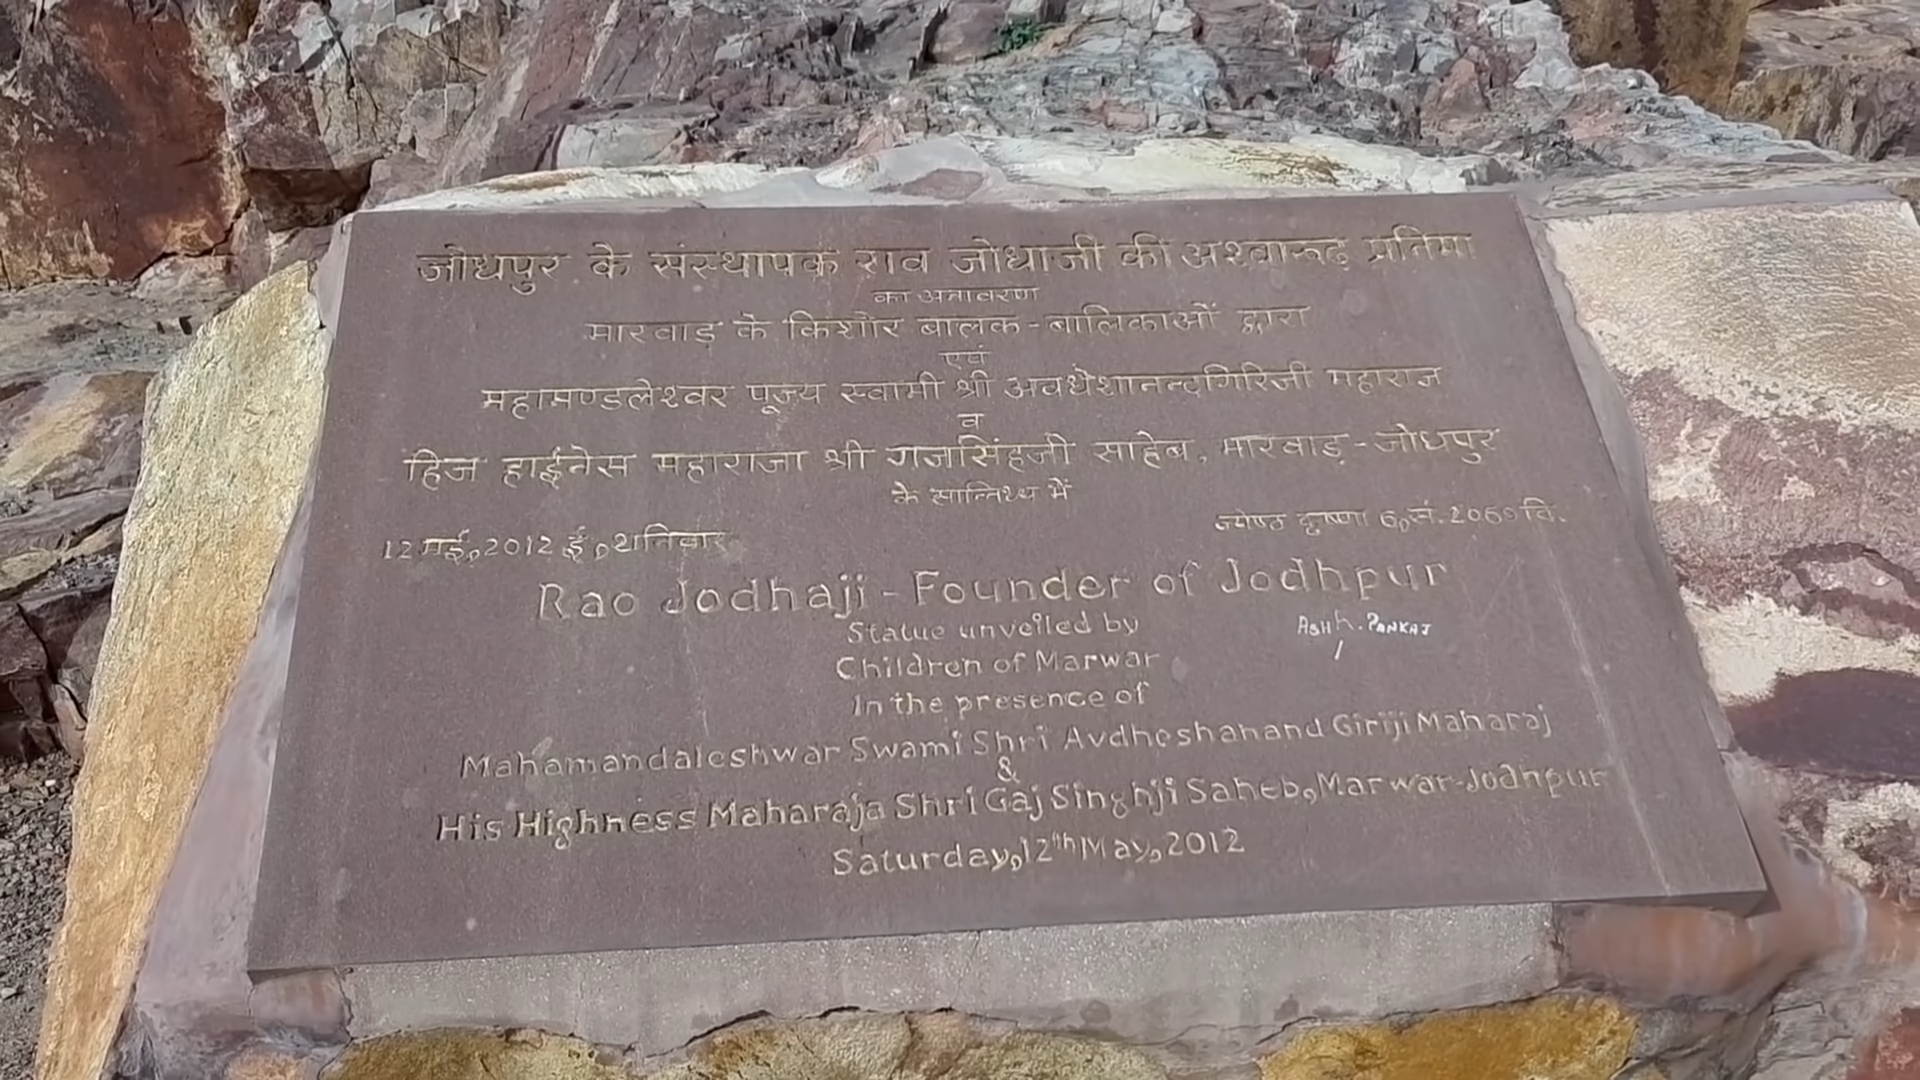 जोधपुर के संस्थापक राव जोधाजी की अश्वारूढ़ प्रतिमा
का अनावरण
मारवाड़ के किशोर बालक-बालिकाओं द्वारा
एवं
महामण्डलेश्वर पूज्य स्वामी श्री अवधेशानन्दगिरिजी महाराज
व
हिज हाईनेस महाराजा श्री गजसिंहजी साहेब, मारवाड़-जोधपुर
के सान्निध्य में
12 मई, 2012 ई, शनिवार
ज्येष्ठ कृष्णा 6, सं. 2069 वि.
Rao Jodhaji - Founder of Jodhpur
Statue unveiled by
ASHK. PANKAJ
Children of Marwar
In the presence of
Mahamandaleshwar Swami Shri Avdheshanand Giriji Maharaj
&
His Highness Maharaja Shri Gaj Singhji Saheb, Marwar-Jodhpur
Saturday, 12th May, 2012